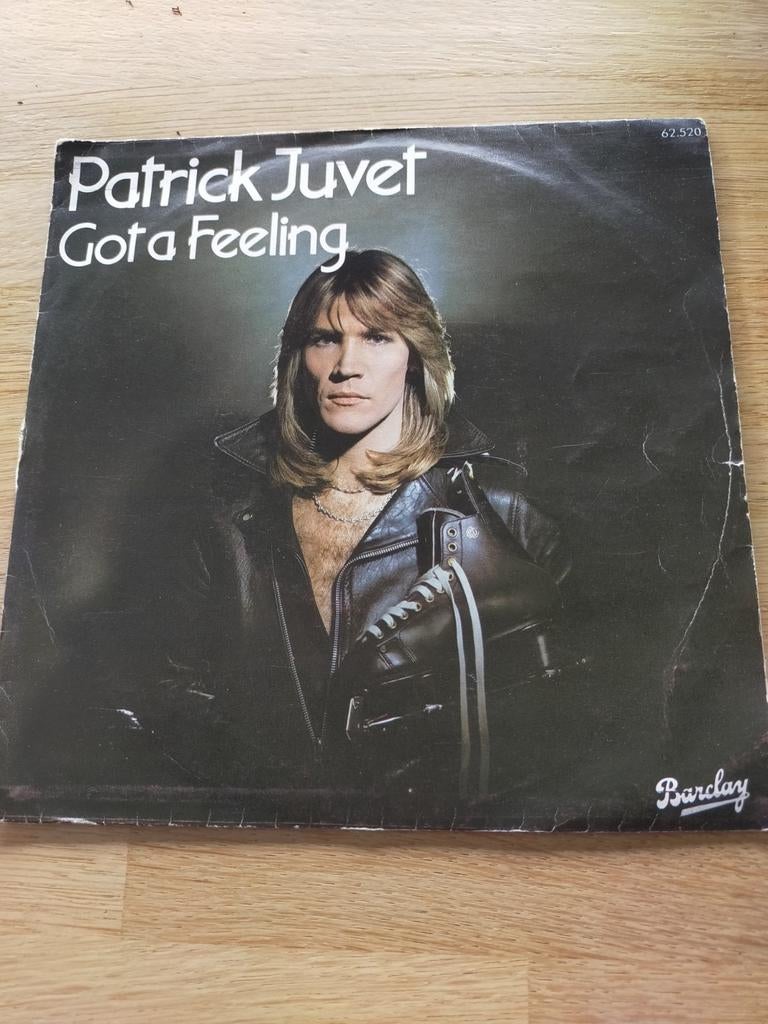 62.520
Patrick Juvet
Got a Feeling
Barclay